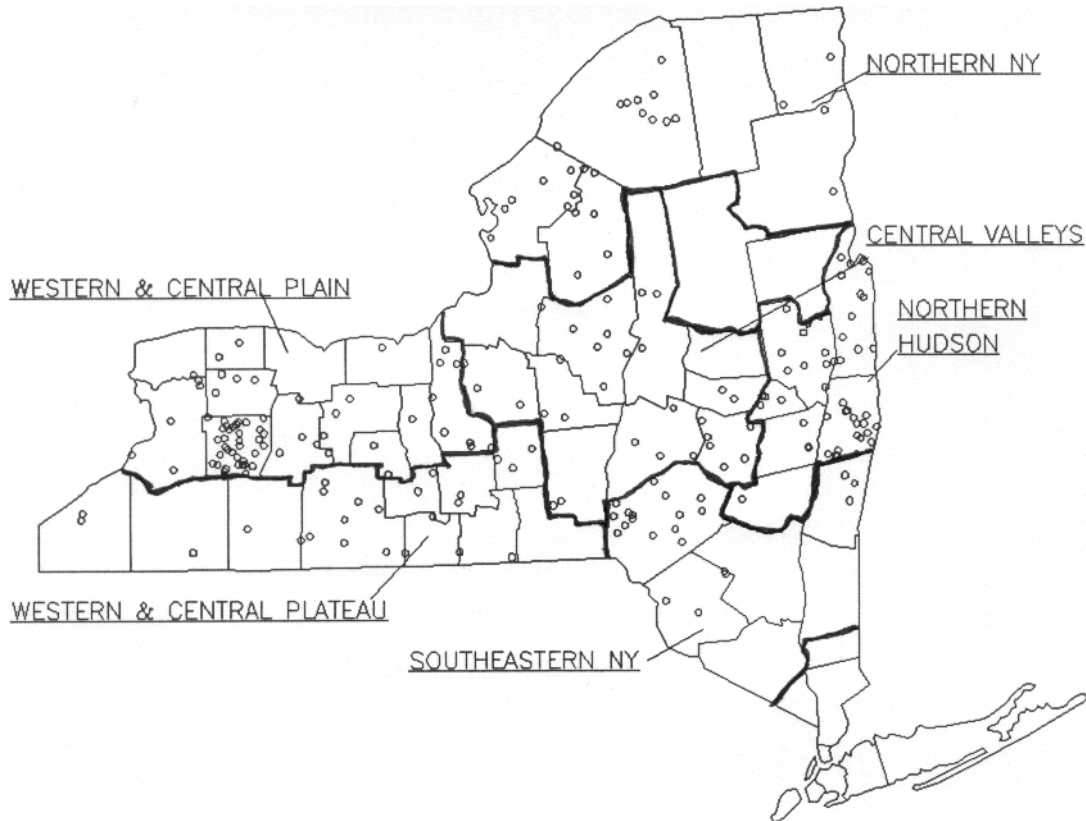 NORTHERN NY
CENTRAL VALLEYS
WESTERN & CENTRAL PLAIN
NORTHERN
HUDSON
WESTERN & CENTRAL PLATEAU
SOUTHEASTERN NY